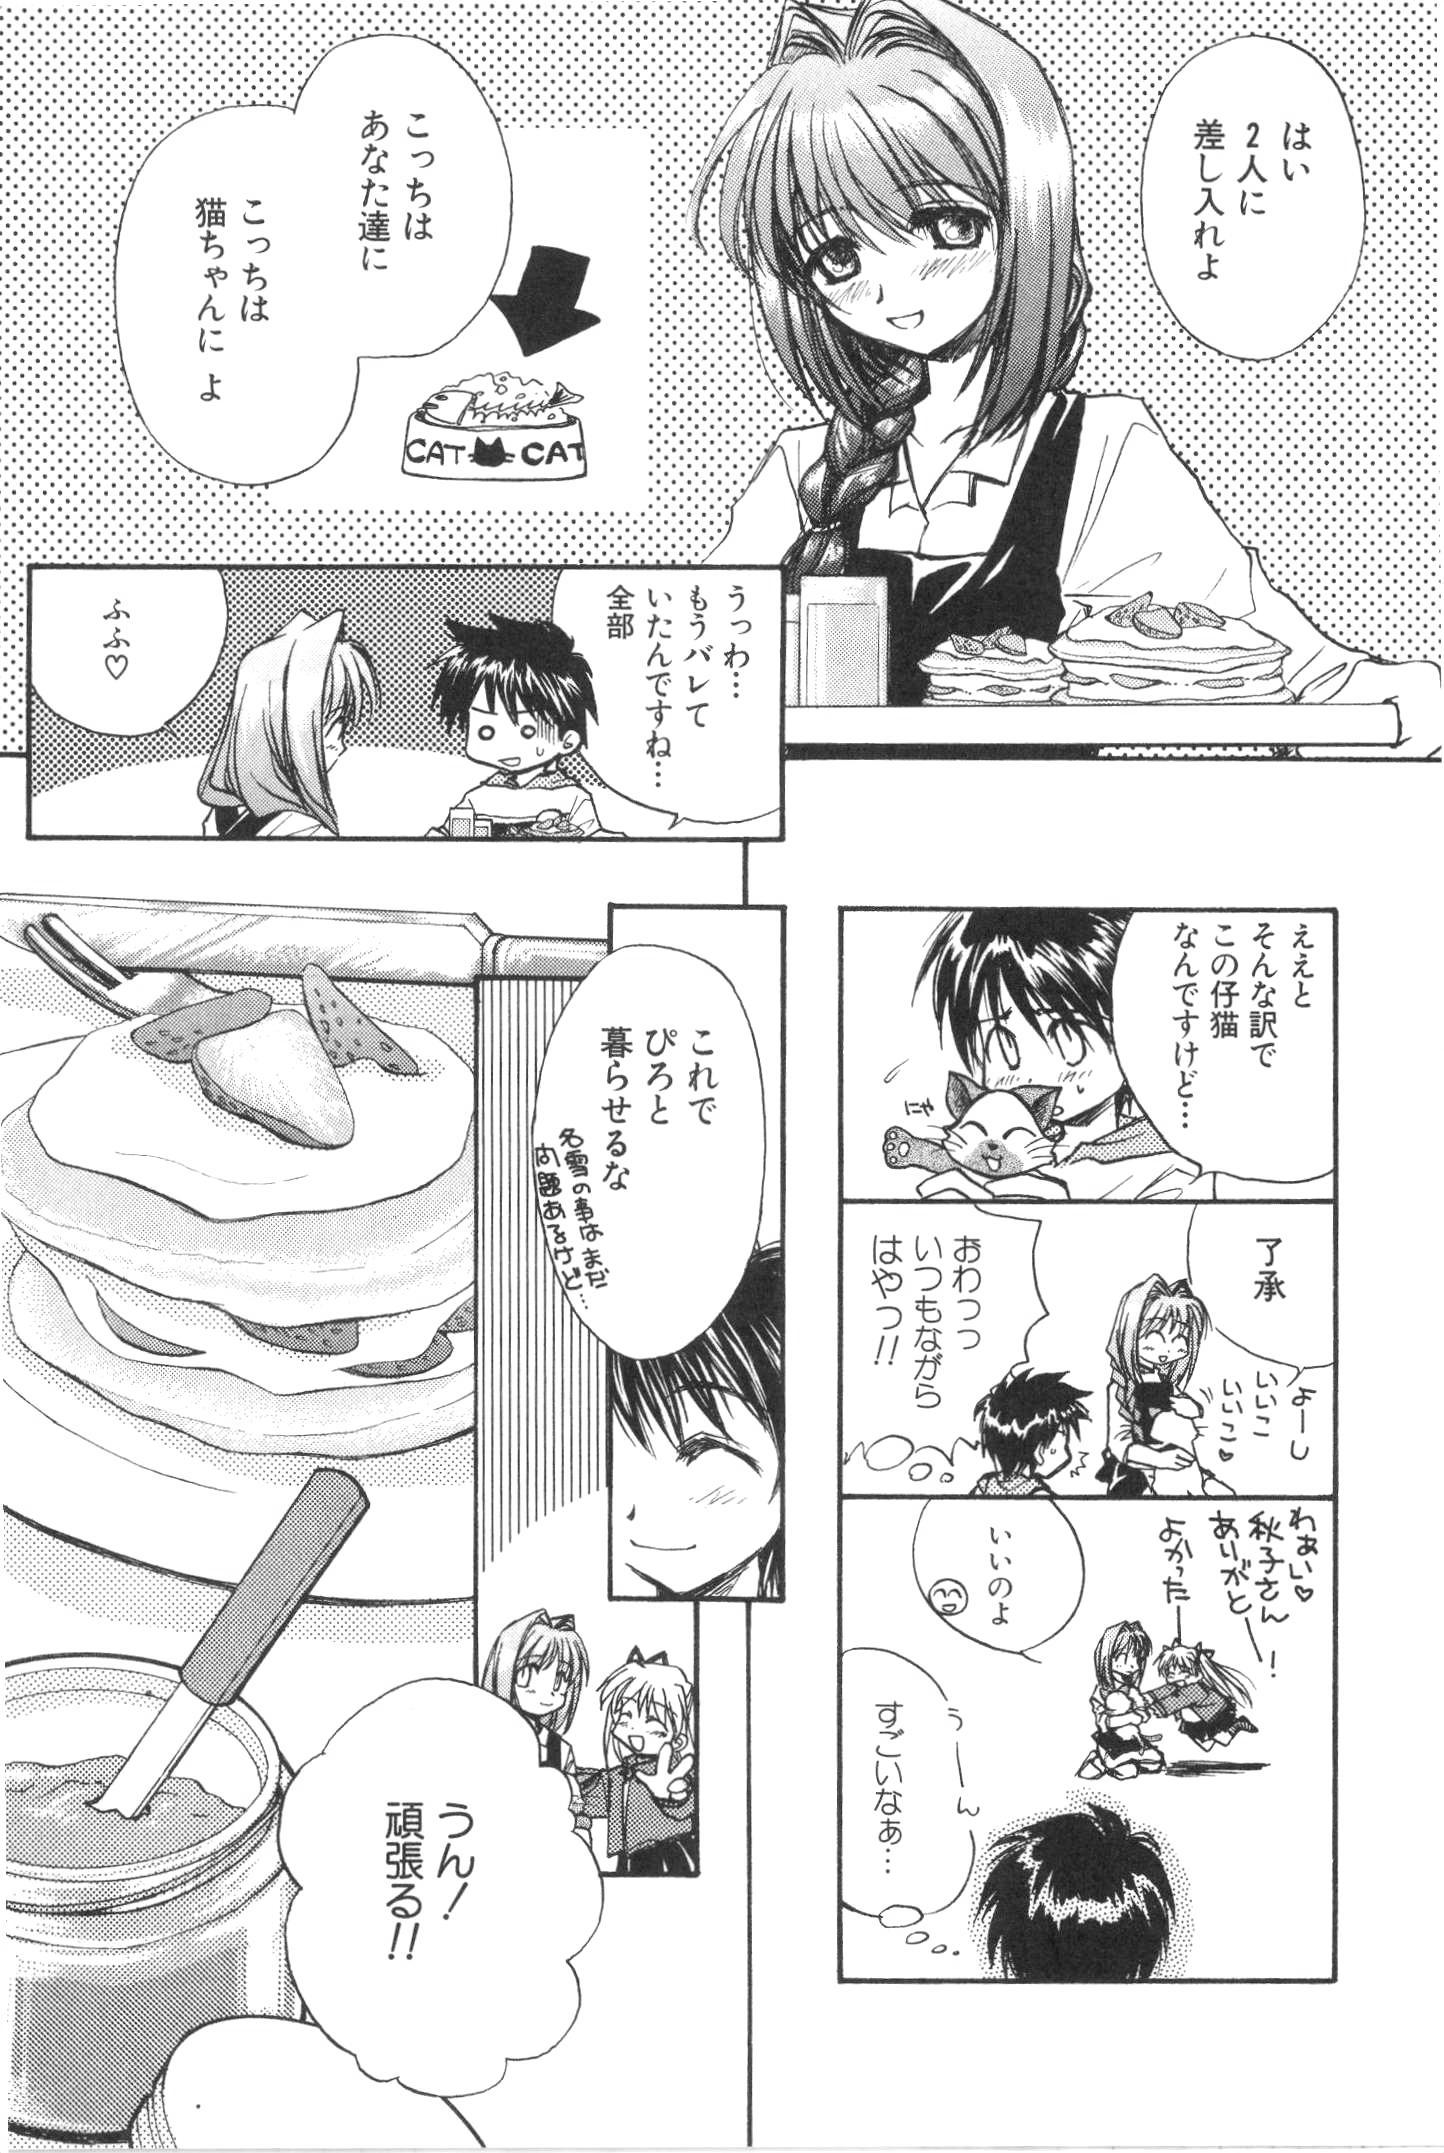 はい
2人に
差し入れよ
こっちは
あなた達に
こっちは
猫ちゃんに よ
CAT CAT
うっわ…
もうバレて
いたんですね…
全部
ふふ♡
ええと
そんな訳で
この仔猫
なんですけど…
にゃ
了承
よーし
いいこ
いいこ♥
おわっっ
いつもながら
はやっ!!
わぁい♡
秋子さん
ありがとー!
よかったー
いいのよ
うーん
すごいなぁ…
これで
ぴろと
暮らせるな
名雪の事はまだ
問題あるけど…
うん!
頑張る!!